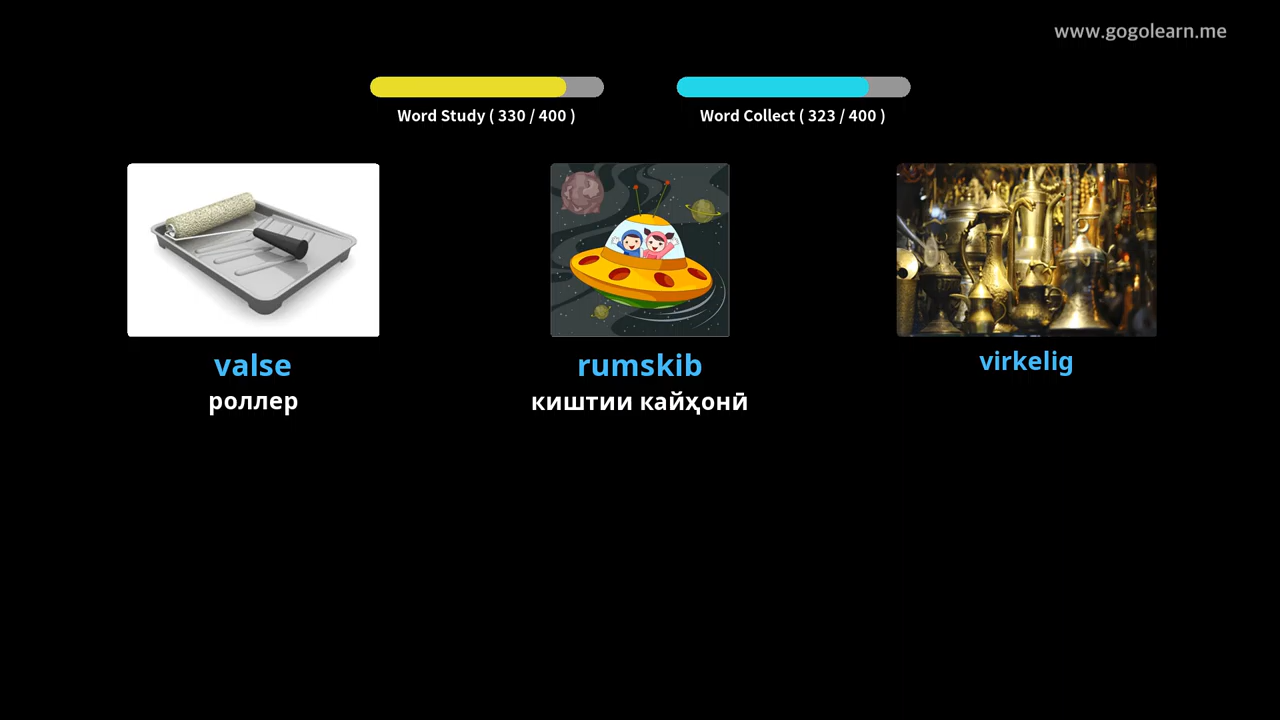 www.gogolearn.me
Word Study ( 330 / 400 )
Word Collect ( 323 / 400 )
valse
rumskib
virkelig
роллер
киштии кайҳонӣ